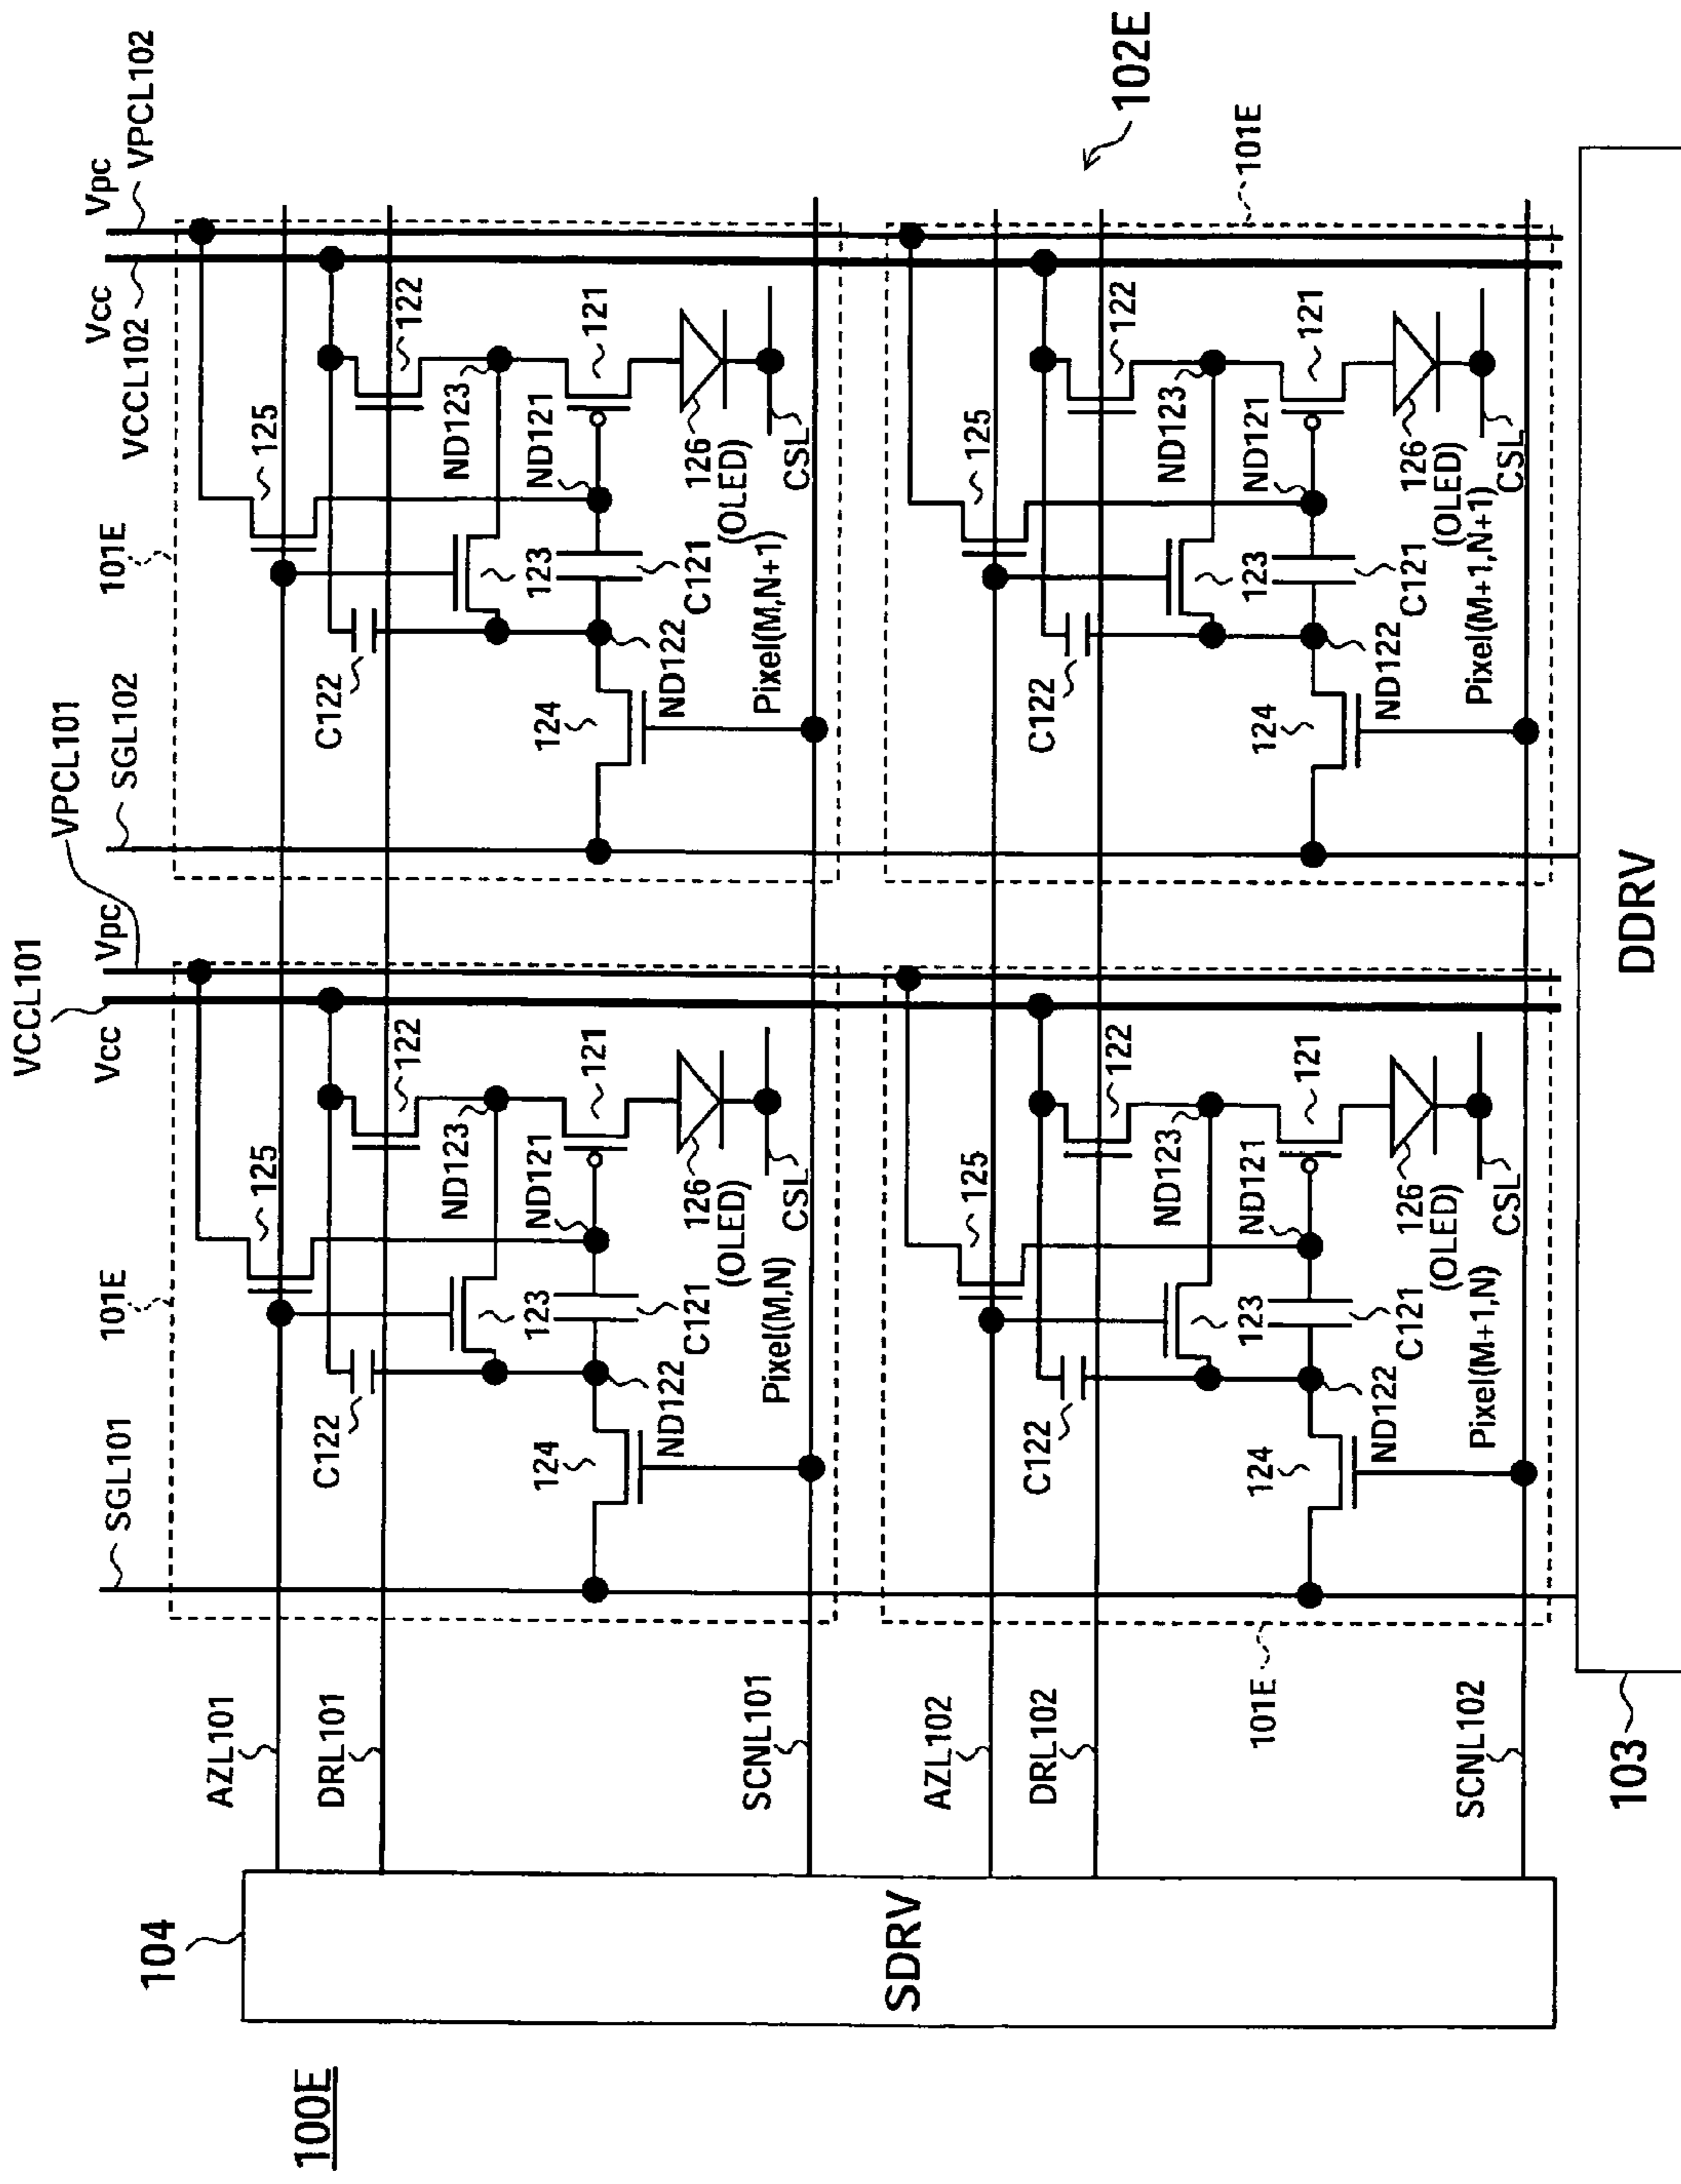 100E
104
SDRV
VCCL101
Vcc
Vpc
VPCL101
SGL101
SGL102
VCCL102
Vcc
Vpc
VPCL102
102E
AZL101
DRL101
SCNL101
AZL102
DRL102
SCNL102
101E
125
122
C122
ND123
123
121
ND121
124
C121
126
(OLED)
ND122
CSL
Pixel(M,N)
101E
125
122
C122
ND123
123
121
ND121
124
C121
126
(OLED)
ND122
CSL
Pixel(M,N+1)
101E
125
122
C122
ND123
123
121
ND121
124
C121
126
(OLED)
ND122
CSL
Pixel(M+1,N)
101E
125
122
C122
ND123
123
121
ND121
124
C121
126
(OLED)
ND122
CSL
Pixel(M+1,N+1)
103
DDRV